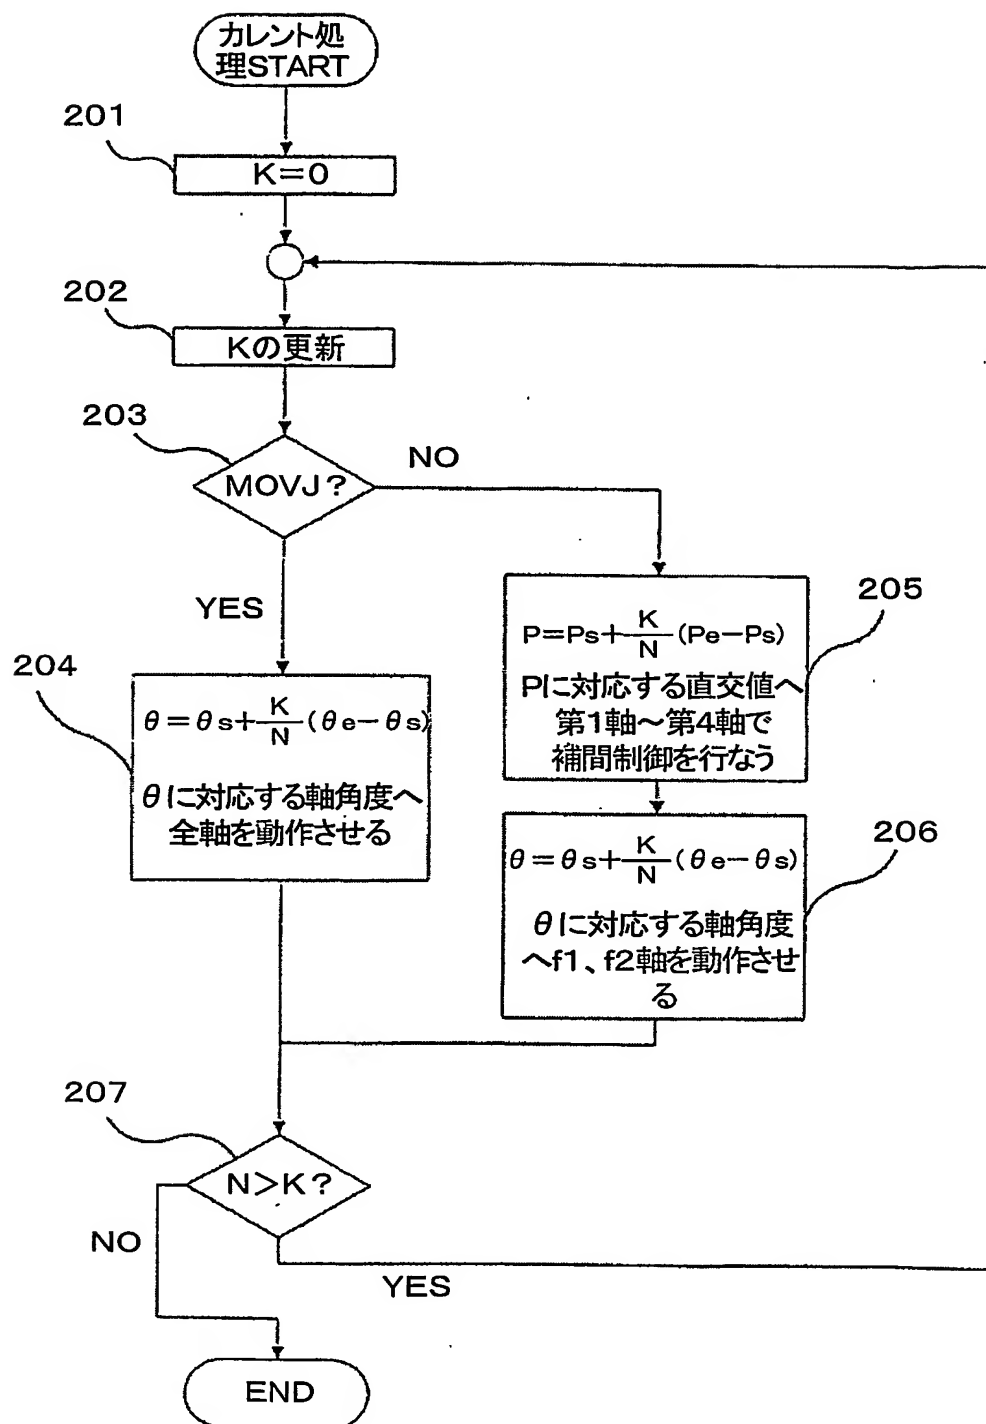 カレント処
理START
201
K=0
202
Kの更新
203
MOVJ?
NO
YES
204
θ=θs+K/N(θe-θs)
θに対応する軸角度へ
全軸を動作させる
205
P=Ps+K/N(Pe-Ps)
Pに対応する直交値へ
第1軸~第4軸で
補間制御を行なう
206
θ=θs+K/N(θe-θs)
θに対応する軸角度
へf1、f2軸を動作させ
る
207
N>K?
NO
YES
END